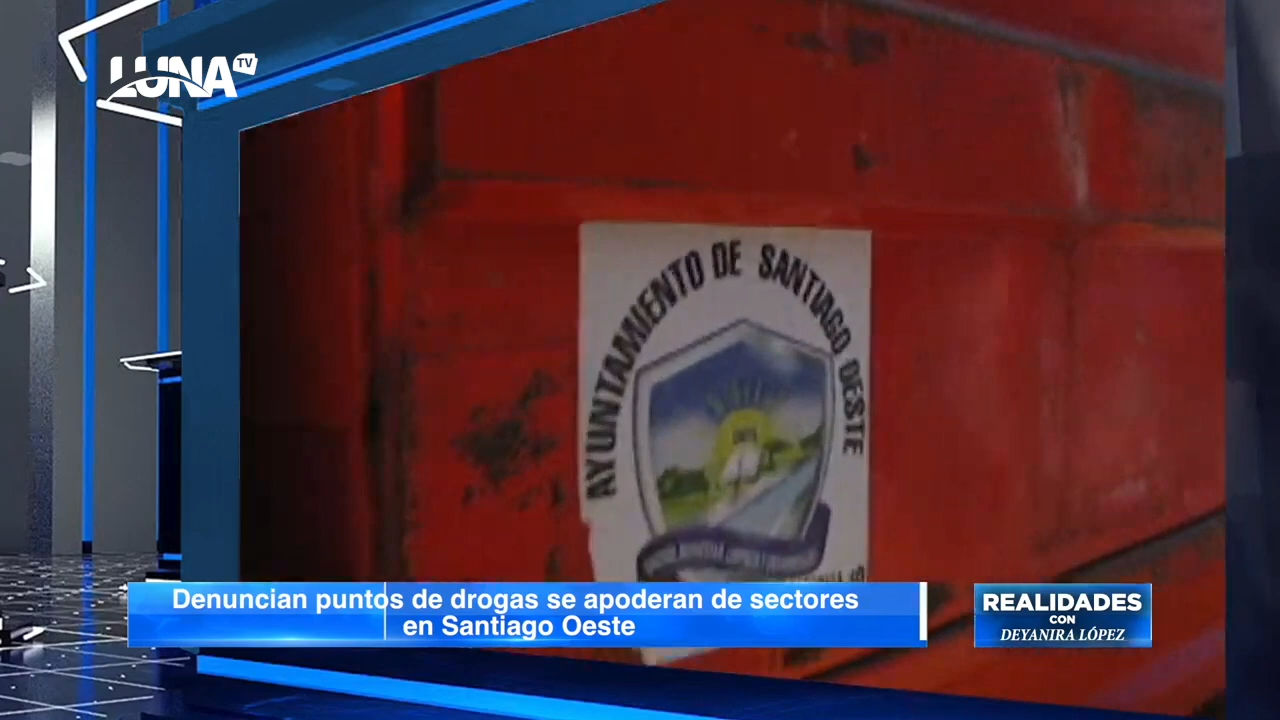 LUNA TV
AYUNTAMIENTO DE SANTIAGO OESTE
Denuncian puntos de drogas se apoderan de sectores
en Santiago Oeste
REALIDADES
CON
DEYANIRA LÓPEZ